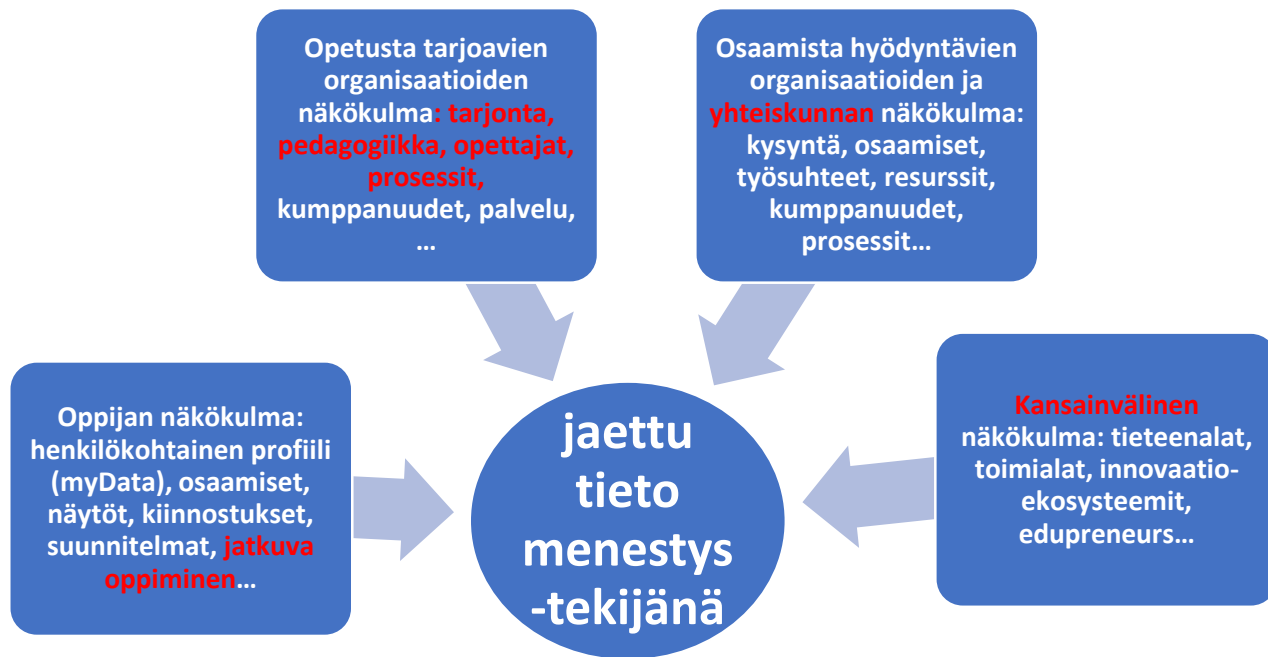 Opetusta tarjoavien
organisaatioiden
näkökulma: tarjonta,
pedagogiikka, opettajat,
prosessit,
kumppanuudet, palvelu,
…
Osaamista hyödyntävien
organisaatioiden ja
yhteiskunnan näkökulma:
kysyntä, osaamiset,
työsuhteet, resurssit,
kumppanuudet,
prosessit…
Oppijan näkökulma:
henkilökohtainen profiili
(myData), osaamiset,
näytöt, kiinnostukset,
suunnitelmat, jatkuva
oppiminen…
jaettu
tieto
menestys
-tekijänä
Kansainvälinen
näkökulma: tieteenalat,
toimialat, innovaatio-
ekosysteemit,
edupreneurs…